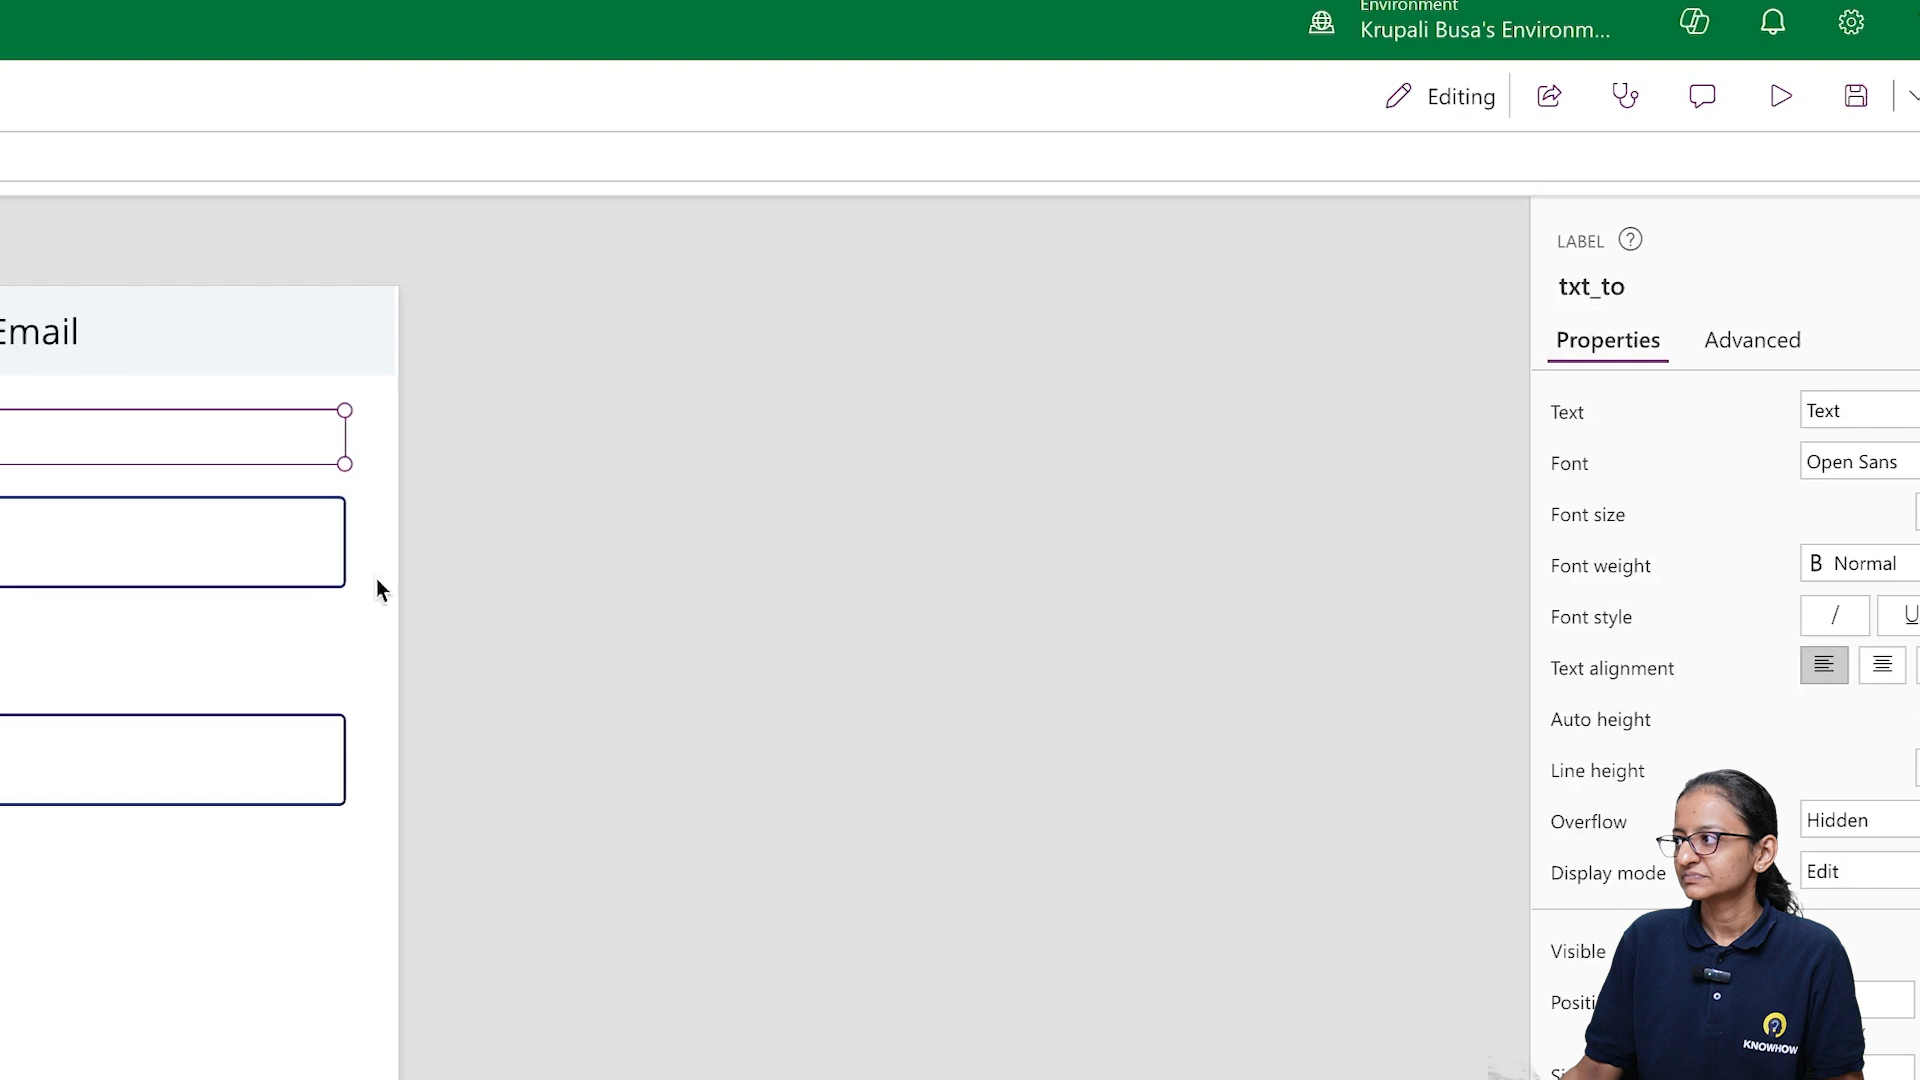 Environment
Krupali Busa's Environm...
Editing
LABEL ?
txt_to
Properties Advanced
Email
Text Text
Font Open Sans
Font size
Font weight B Normal
Font style / U
Text alignment
Auto height
Line height
Overflow Hidden
Display mode Edit
Visible
Positi
KNOWHOW